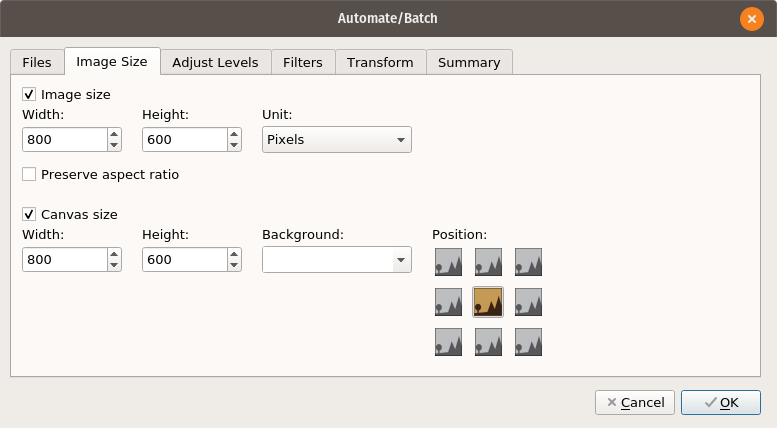 Automate/Batch
Files Image Size Adjust Levels Filters Transform Summary
Image size
Width: Height: Unit:
800 600 Pixels
Preserve aspect ratio
Canvas size
Width: Height: Background: Position:
800 600
Cancel OK